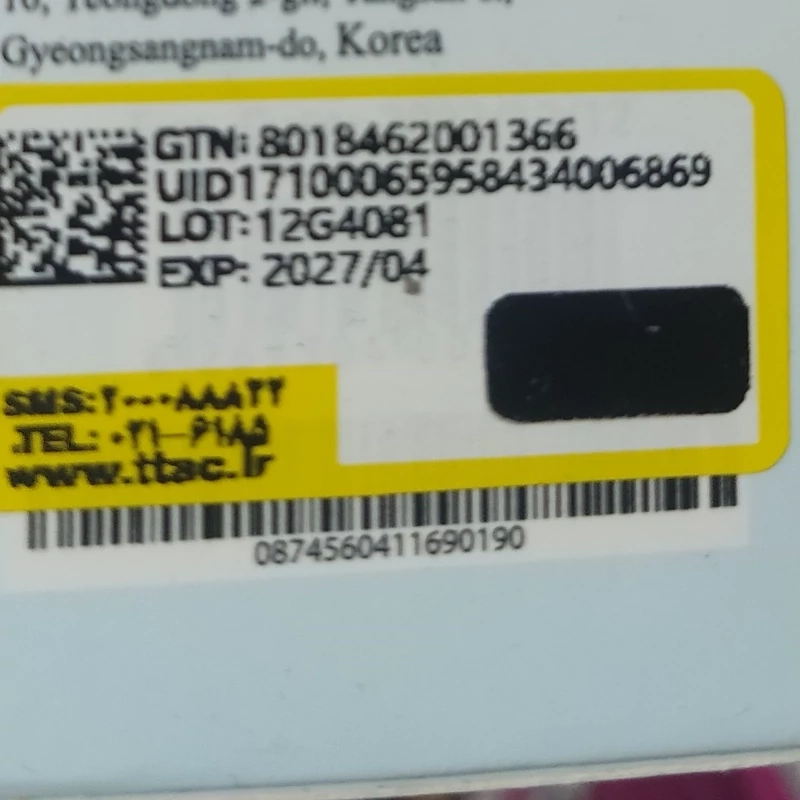 Gyeongsangnam-do, Korea
GTN: 8018462001366
UID17100065958434006869
LOT: 12G4081
EXP: 2027/04
SMS: ۲۰۰۰۸۸۸۲۲
TEL: ۰۲۱-۶۱۸۵
www.ttac.ir
0874560411690190